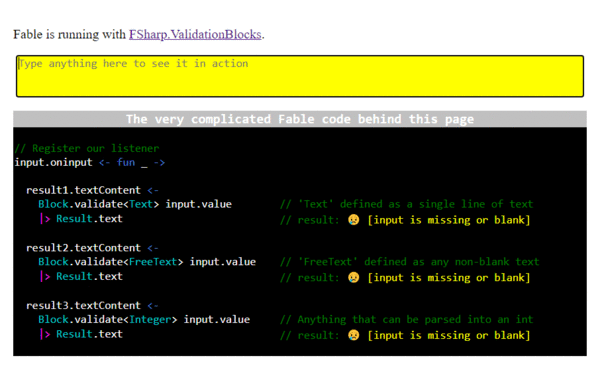 Fable is running with FSharp.ValidationBlocks.
Type anything here to see it in action
The very complicated Fable code behind this page
// Register our listener
input.oninput <- fun _ ->
result1.textContent <-
Block.validate<Text> input.value // 'Text' defined as a single line of text
|> Result.text // result: 😥 [input is missing or blank]
result2.textContent <-
Block.validate<FreeText> input.value // 'FreeText' defined as any non-blank text
|> Result.text // result: 😥 [input is missing or blank]
result3.textContent <-
Block.validate<Integer> input.value // Anything that can be parsed into an int
|> Result.text // result: 😥 [input is missing or blank]